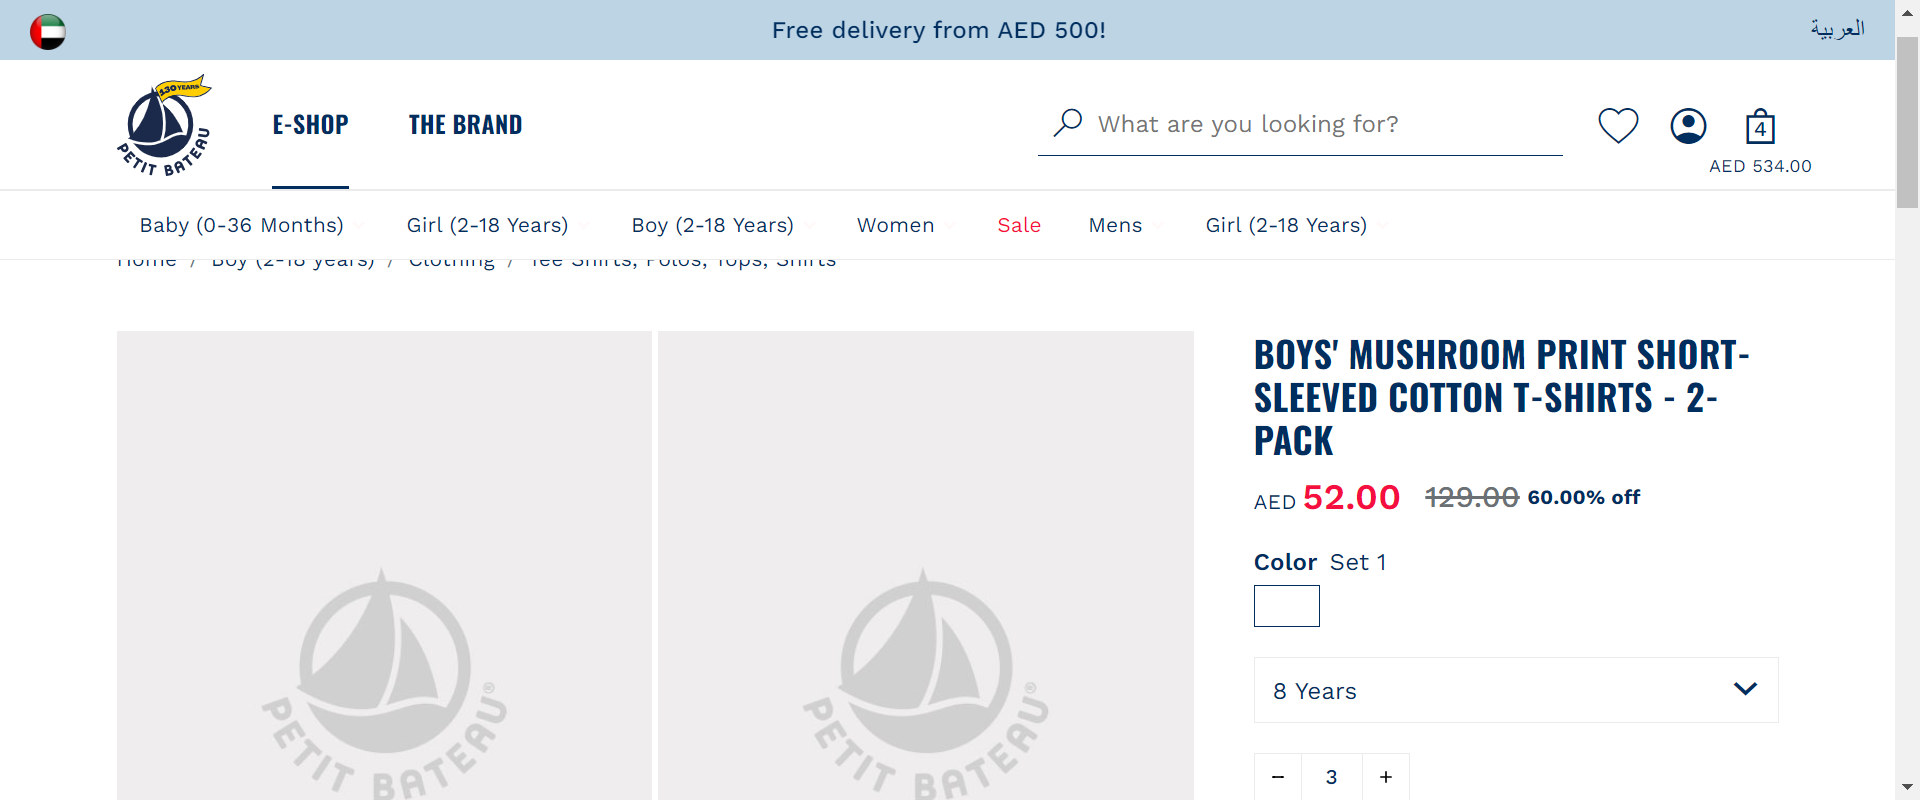 Free delivery from AED 500!
العربية
130 YEARS
PETIT BATEAU
E-SHOP
THE BRAND
What are you looking for?
4
AED 534.00
Baby (0-36 Months)
Girl (2-18 Years)
Boy (2-18 Years)
Women
Sale
Mens
Girl (2-18 Years)
Home / Boy (2-18 years) / Clothing / Tee Shirts, Polos, Tops, Shirts
PETIT BATEAU®
PETIT BATEAU®
BOYS' MUSHROOM PRINT SHORT-
SLEEVED COTTON T-SHIRTS - 2-
PACK
AED 52.00 129.00 60.00% off
Color Set 1
8 Years
− 3 +